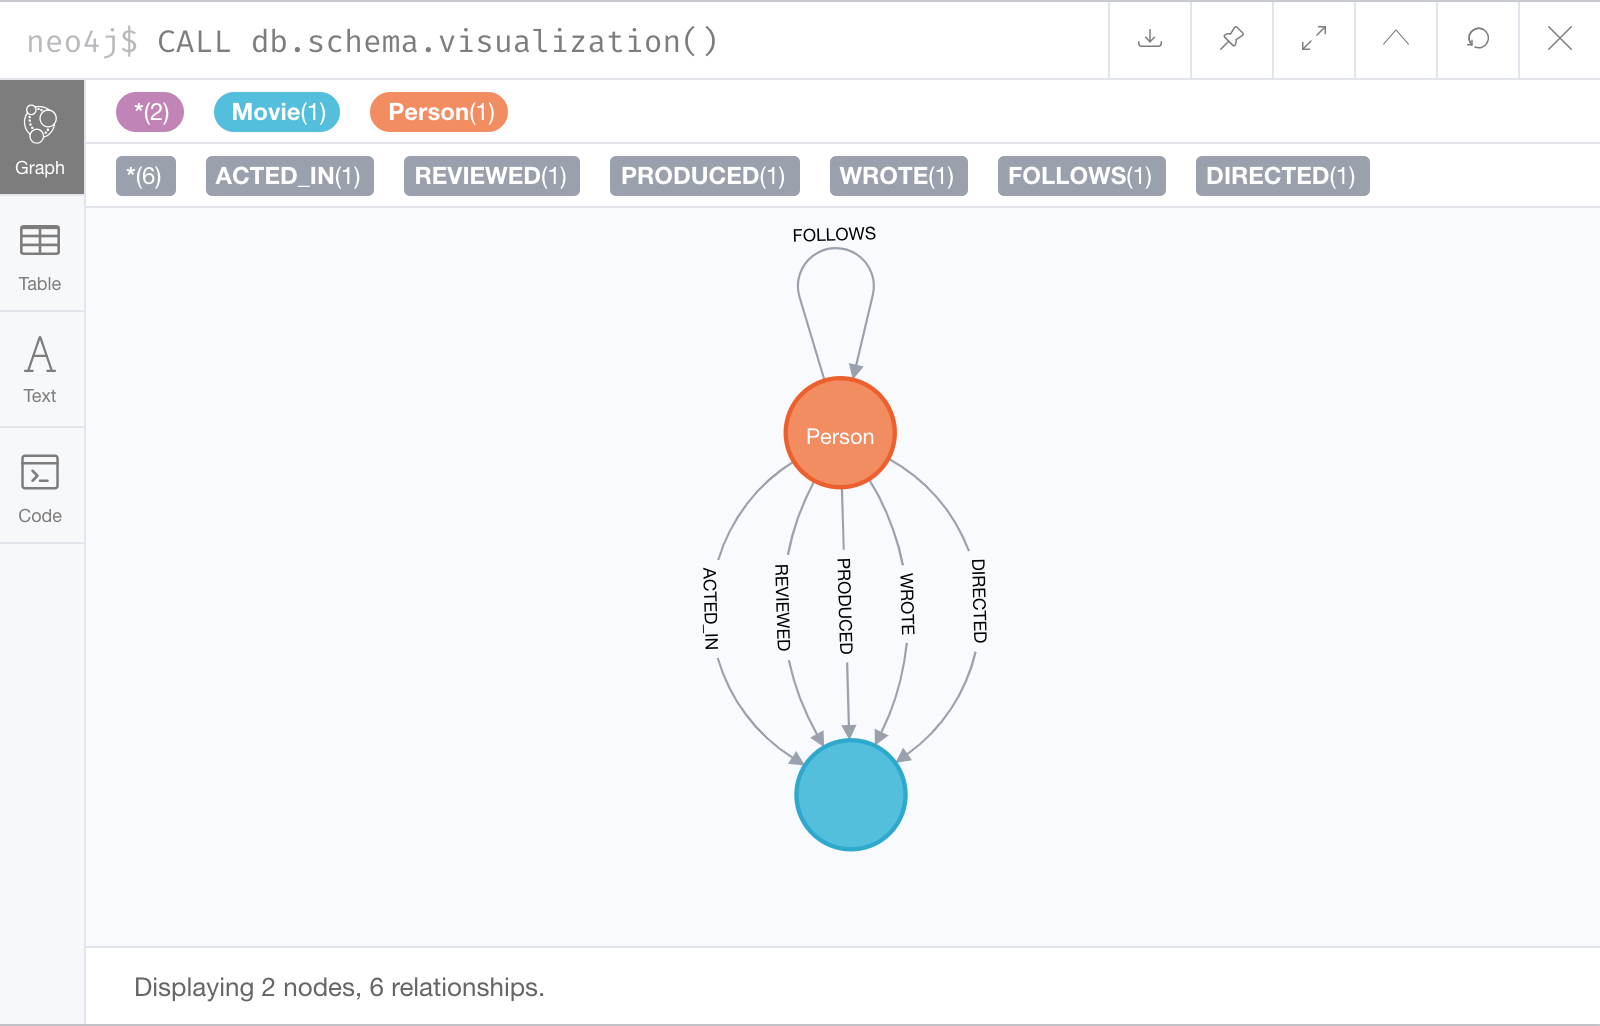 neo4j$ CALL db.schema.visualization()
Graph
Table
Text
Code
*(2) Movie(1) Person(1)
*(6) ACTED_IN(1) REVIEWED(1) PRODUCED(1) WROTE(1) FOLLOWS(1) DIRECTED(1)
FOLLOWS
Person
ACTED_IN
REVIEWED
PRODUCED
WROTE
DIRECTED
Displaying 2 nodes, 6 relationships.